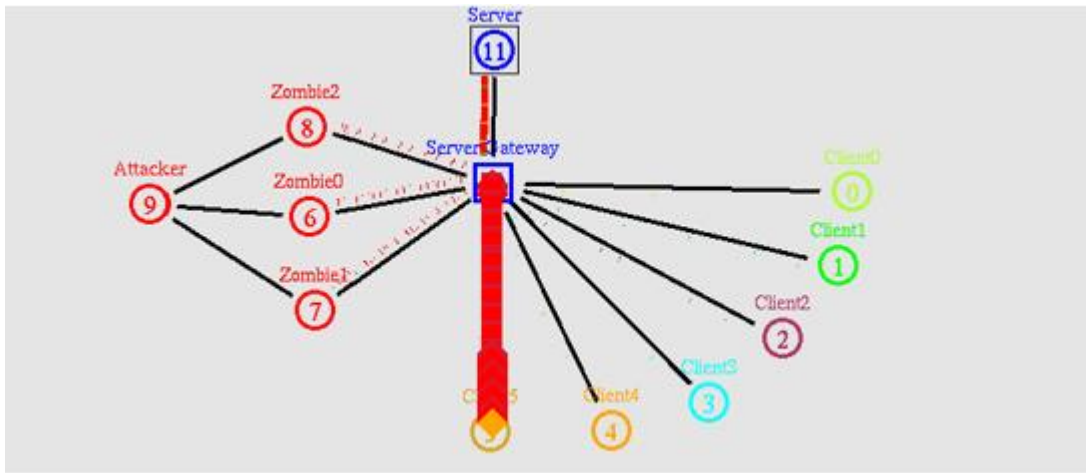 Server
11
Zombie2
8
Server Gateway
Attacker
9
Zombie0
6
Client0
0
Client1
1
Zombie1
7
Client2
2
Client3
3
Client4
4